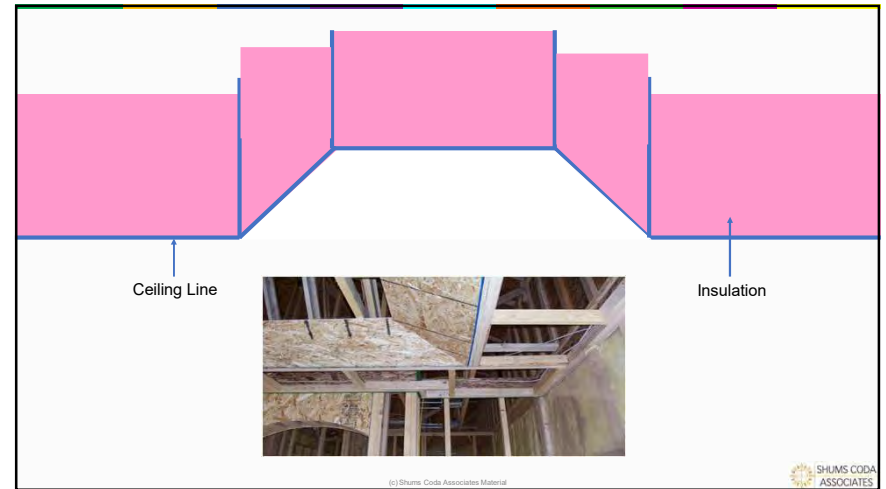 Ceiling Line
Insulation
(c) Shums Coda Associates Material
SHUMS CODA
ASSOCIATES